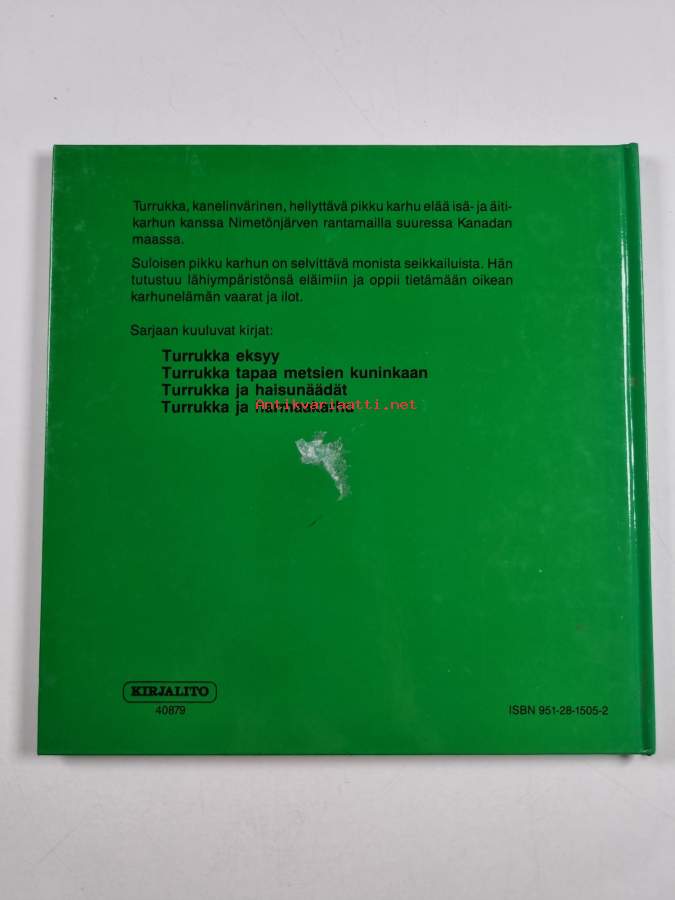 Turrukka, kanelinvärinen, hellyttävä pikku karhu elää isä- ja äiti-
karhun kanssa Nimetönjärven rantamailla suuressa Kanadan
maassa.
Suloisen pikku karhun on selvittävä monista seikkailuista. Hän
tutustuu lähiympäristönsä eläimiin ja oppii tietämään oikean
karhunelämän vaarat ja ilot.
Sarjaan kuuluvat kirjat:
Turrukka eksyy
Turrukka tapaa metsien kuninkaan
Turrukka ja haisunäädät
Turrukka ja
Antikvariaatti.net
KIRJALITO
40879
ISBN 951-28-1505-2